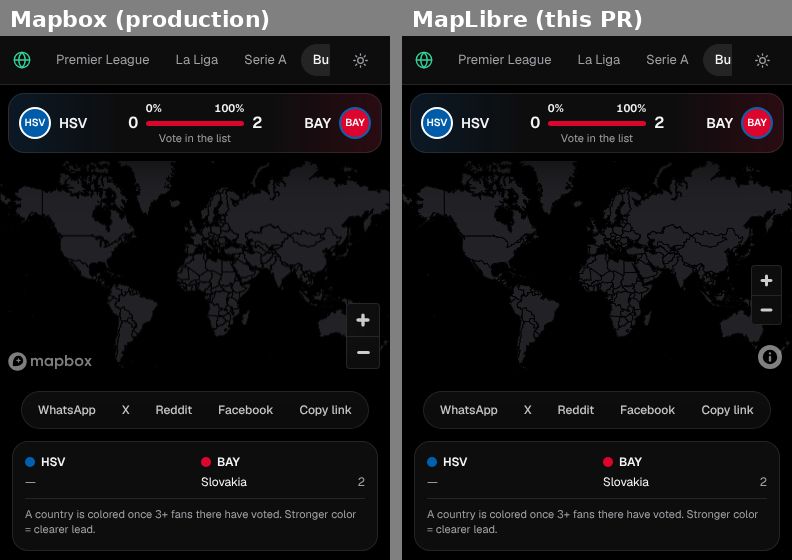 Mapbox (production)
Premier League La Liga Serie A Bu
HSV HSV 0 0% 100% 2 BAY BAY
Vote in the list
+
−
mapbox
WhatsApp X Reddit Facebook Copy link
HSV BAY
— Slovakia 2
A country is colored once 3+ fans there have voted. Stronger color
= clearer lead.
MapLibre (this PR)
Premier League La Liga Serie A Bu
HSV HSV 0 0% 100% 2 BAY BAY
Vote in the list
+
−
WhatsApp X Reddit Facebook Copy link
HSV BAY
— Slovakia 2
A country is colored once 3+ fans there have voted. Stronger color
= clearer lead.